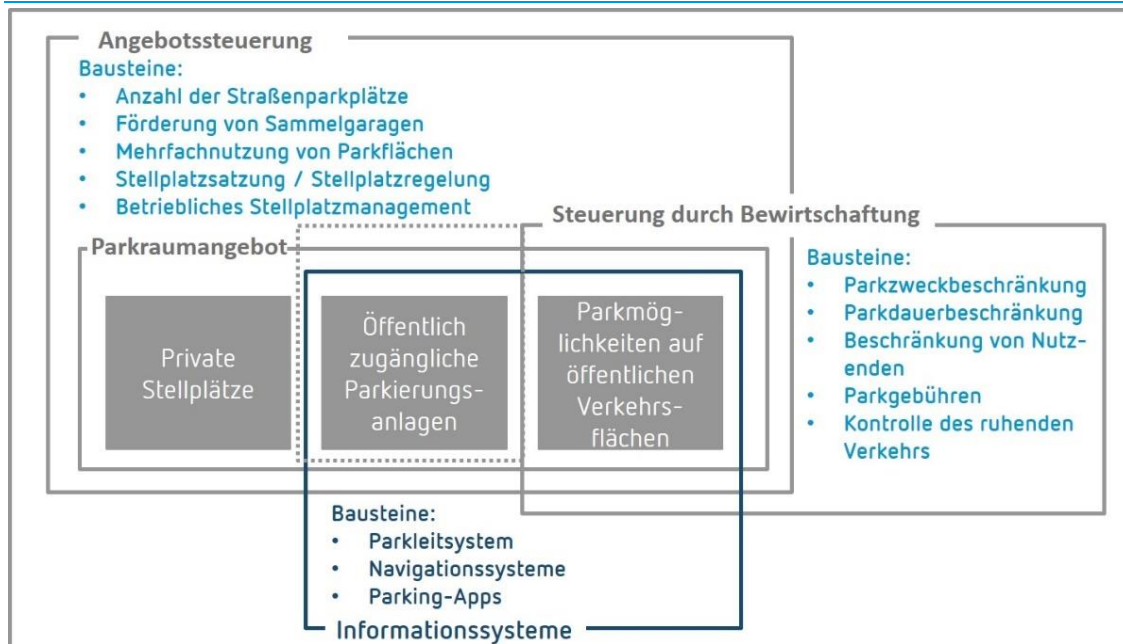 Angebotssteuerung
Bausteine:
• Anzahl der Straßenparkplätze
• Förderung von Sammelgaragen
• Mehrfachnutzung von Parkflächen
• Stellplatzsatzung / Stellplatzregelung
• Betriebliches Stellplatzmanagement
Steuerung durch Bewirtschaftung
Parkraumangebot
Private
Stellplätze
Öffentlich
zugängliche
Parkierungs-
anlagen
Parkmög-
lichkeiten auf
öffentlichen
Verkehrs-
flächen
Bausteine:
• Parkzweckbeschränkung
• Parkdauerbeschränkung
• Beschränkung von Nutz-
enden
• Parkgebühren
• Kontrolle des ruhenden
Verkehrs
Bausteine:
• Parkleitsystem
• Navigationssysteme
• Parking-Apps
Informationssysteme